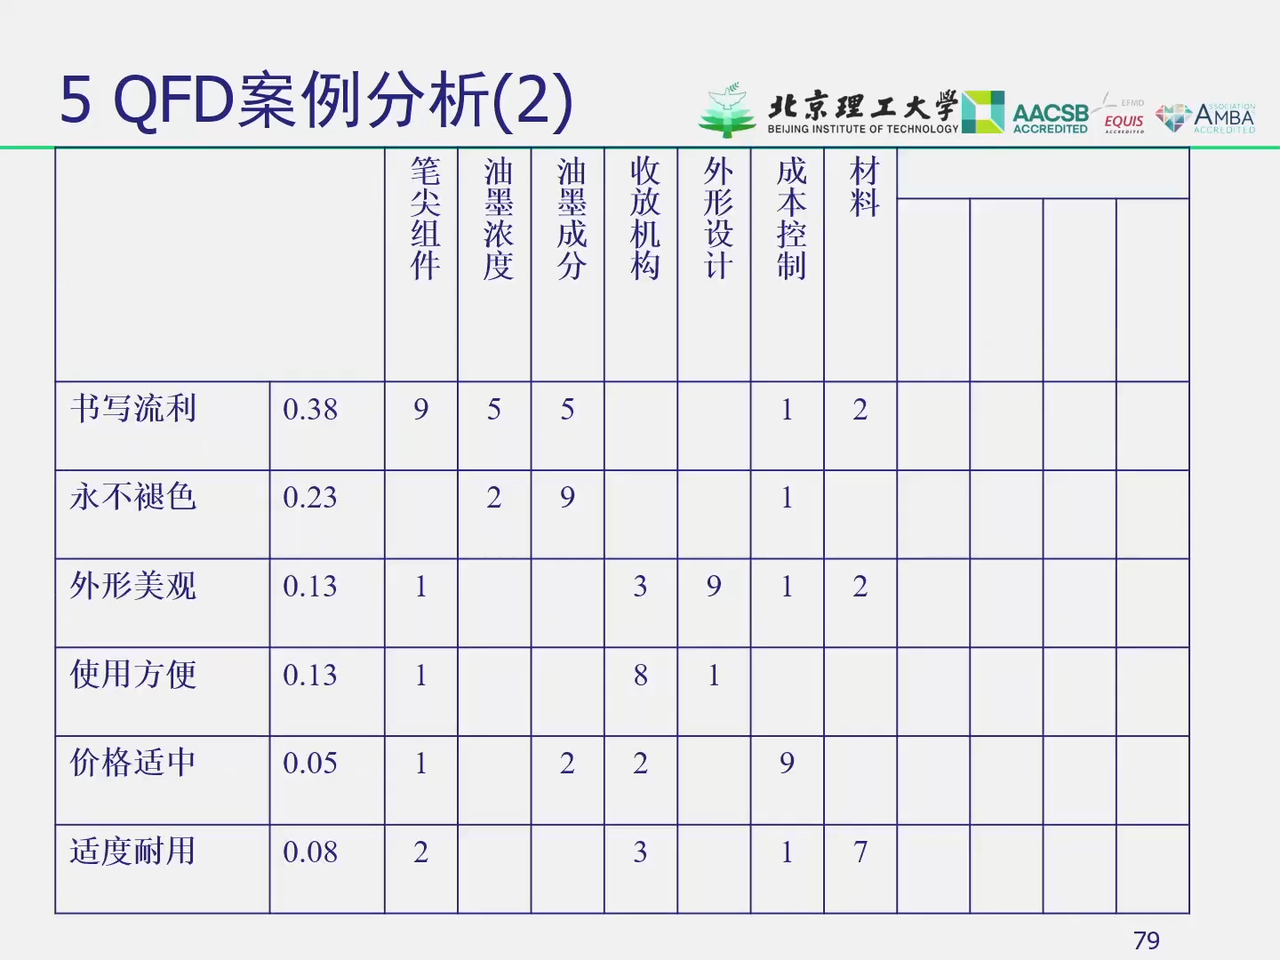 5 QFD案例分析(2)
北京理工大学
BEIJING INSTITUTE OF TECHNOLOGY
AACSB
ACCREDITED
EFMD
EQUIS
ACCREDITED
ASSOCIATION
AMBA
ACCREDITED
笔尖组件 油墨浓度 油墨成分 收放机构 外形设计 成本控制 材料
书写流利 0.38 9 5 5 1 2
永不褪色 0.23 2 9 1
外形美观 0.13 1 3 9 1 2
使用方便 0.13 1 8 1
价格适中 0.05 1 2 2 9
适度耐用 0.08 2 3 1 7
79